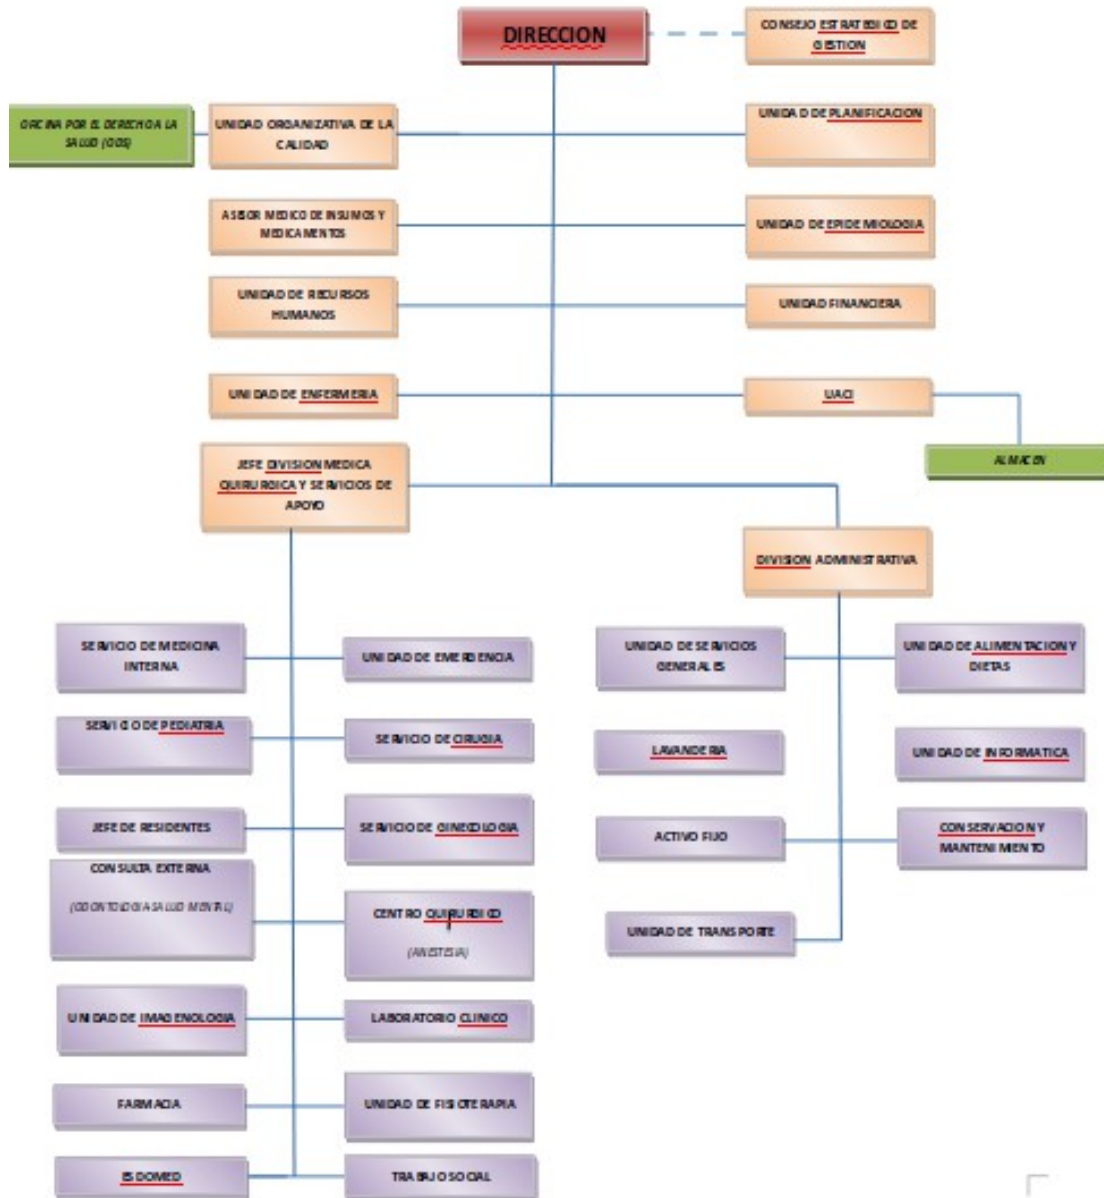 DIRECCION
CONSEJO ESTRATEGICO DE
GESTION
OFICINA POR EL DERECHO A LA
SALUD (ODS)
UNIDAD ORGANIZATIVA DE LA
CALIDAD
UNIDAD DE PLANIFICACION
ASESOR MEDICO DE INSUMOS Y
MEDICAMENTOS
UNIDAD DE EPIDEMIOLOGIA
UNIDAD DE RECURSOS
HUMANOS
UNIDAD FINANCIERA
UNIDAD DE ENFERMERIA
UACI
ALMACEN
JEFE DIVISION MEDICA
QUIRURGICA Y SERVICIOS DE
APOYO
DIVISION ADMINISTRATIVA
SERVICIO DE MEDICINA
INTERNA
UNIDAD DE EMERGENCIA
UNIDAD DE SERVICIOS
GENERALES
UNIDAD DE ALIMENTACION Y
DIETAS
SERVICIO DE PEDIATRIA
SERVICIO DE CIRUGIA
LAVANDERIA
UNIDAD DE INFORMATICA
JEFE DE RESIDENTES
SERVICIO DE GINECOLOGIA
ACTIVO FIJO
CONSERVACION Y
MANTENIMIENTO
CONSULTA EXTERNA
(ODONTOLOGIA SALUD MENTAL)
CENTRO QUIRURGICO
(ANESTESIA)
UNIDAD DE TRANSPORTE
UNIDAD DE IMAGENOLOGIA
LABORATORIO CLINICO
FARMACIA
UNIDAD DE FISIOTERAPIA
ESDOMED
TRABAJO SOCIAL